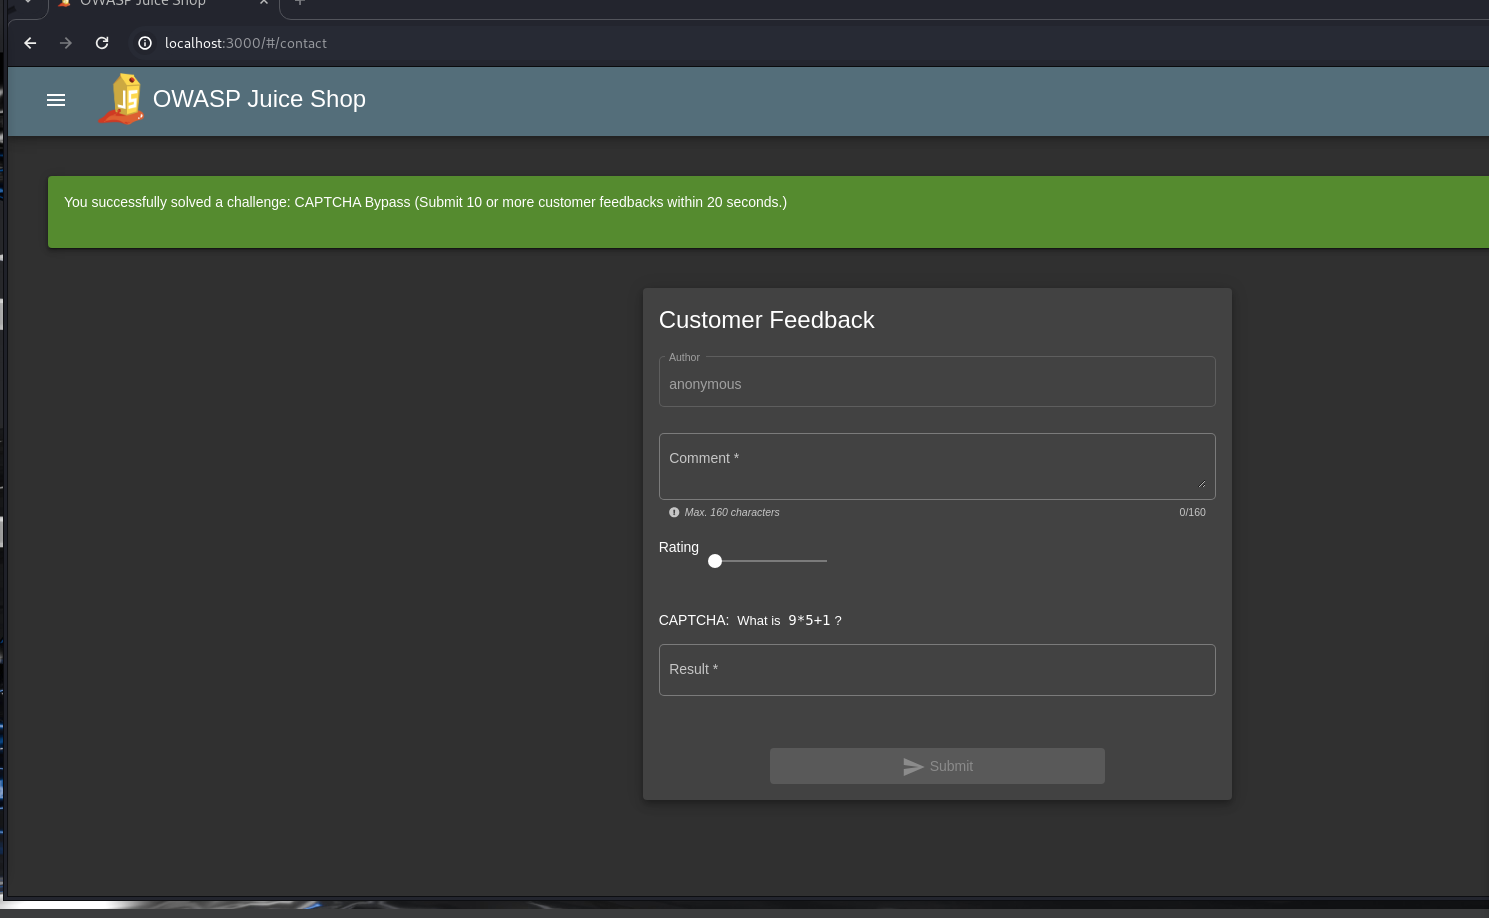 OWASP Juice Shop
localhost:3000/#/contact
JS
OWASP Juice Shop
You successfully solved a challenge: CAPTCHA Bypass (Submit 10 or more customer feedbacks within 20 seconds.)
Customer Feedback
Author
anonymous
Comment *
Max. 160 characters 0/160
Rating
CAPTCHA: What is 9*5+1 ?
Result *
Submit